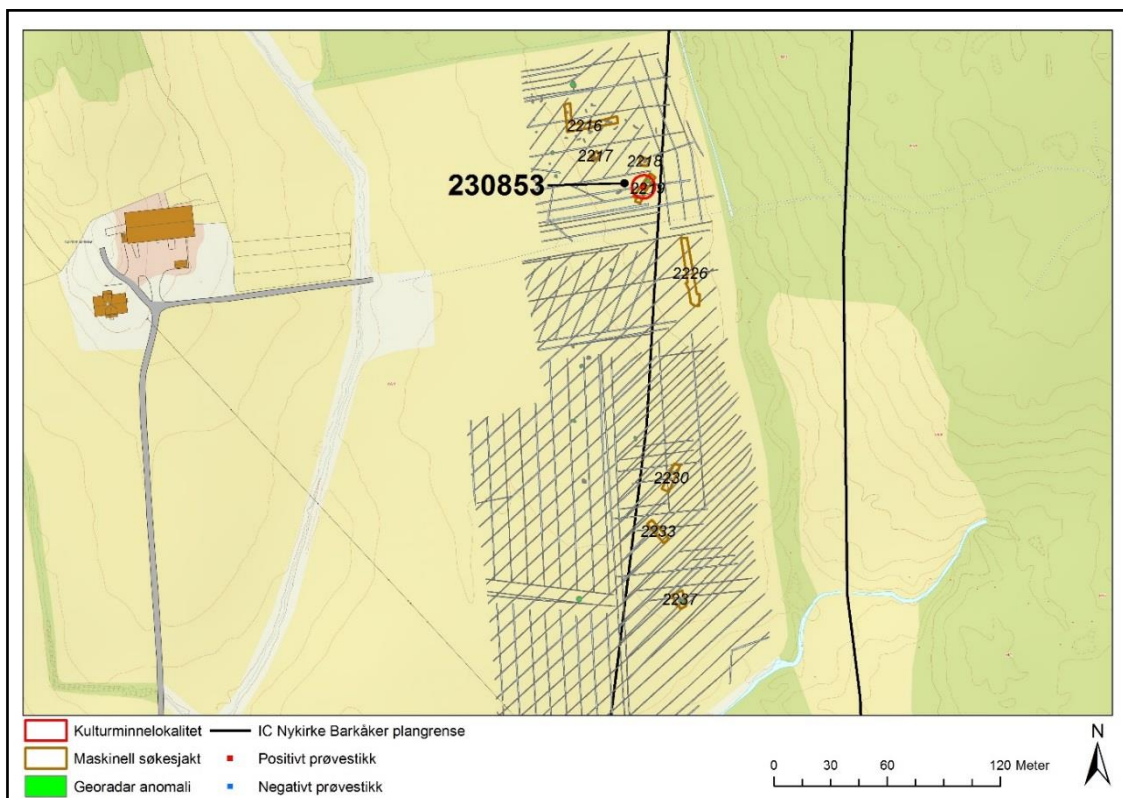 2216
2217
2218
230853
2219
2226
2230
2233
2237
Kulturminnelokalitet
IC Nykirke Barkåker plangrense
Maskinell søkesjakt
Positivt prøvestikk
Georadar anomali
Negativt prøvestikk
0 30 60 120 Meter
N